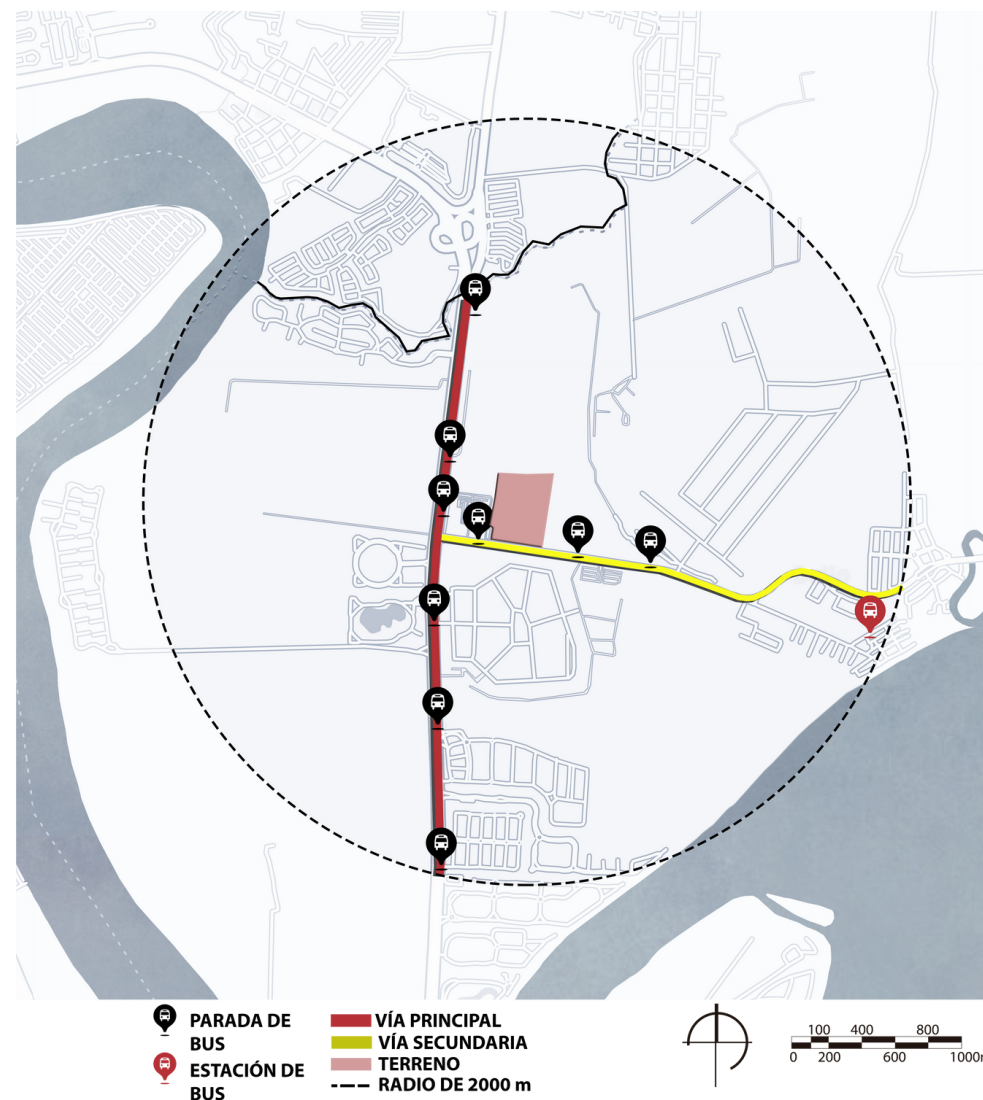 PARADA DE
BUS
ESTACIÓN DE
BUS
VÍA PRINCIPAL
VÍA SECUNDARIA
TERRENO
RADIO DE 2000 m
100 400 800
0 200 600 1000m